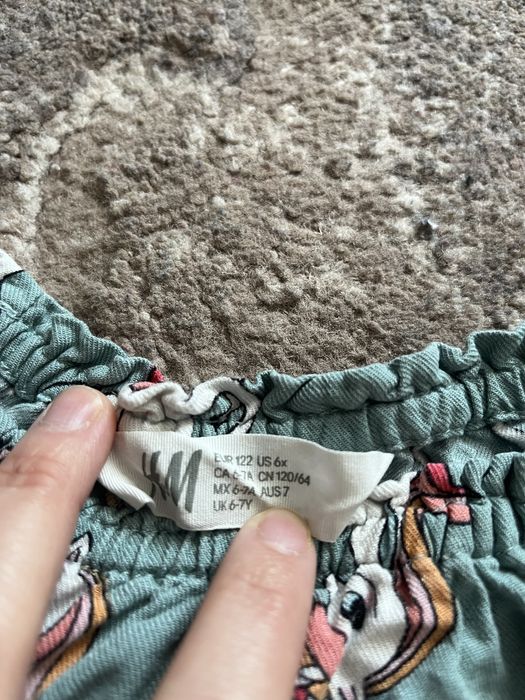 H&M
EUR 122 US 6x
CA 6-7A CN 120/64
MX 6-7A AUS 7
UK 6-7Y